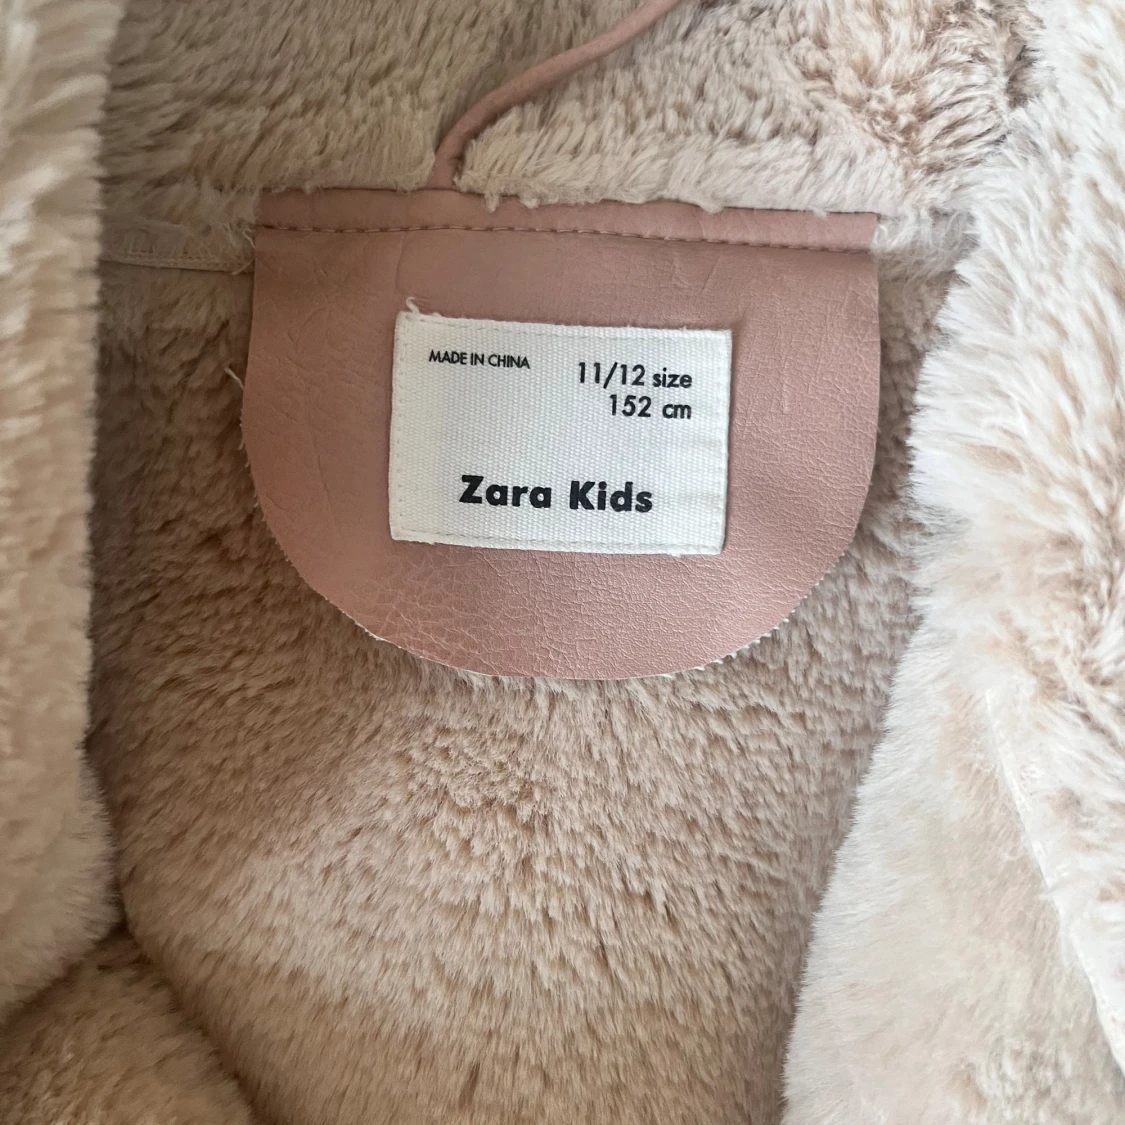 MADE IN CHINA
11/12 size
152 cm
Zara Kids